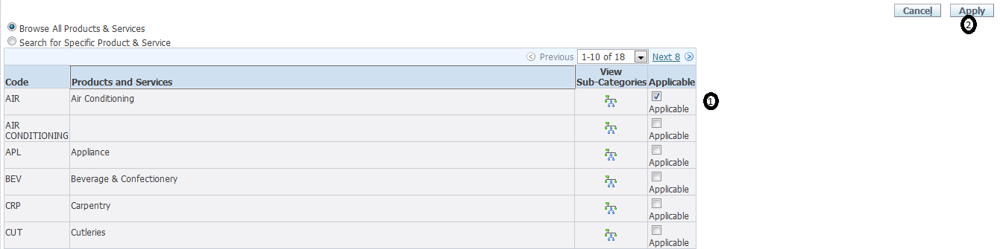 Cancel Apply
2
Browse All Products & Services
Search for Specific Product & Service
Previous 1-10 of 18 Next 8
Code Products and Services View Sub-Categories Applicable
AIR Air Conditioning Applicable
1
AIR CONDITIONING Applicable
APL Appliance Applicable
BEV Beverage & Confectionery Applicable
CRP Carpentry Applicable
CUT Cutleries Applicable